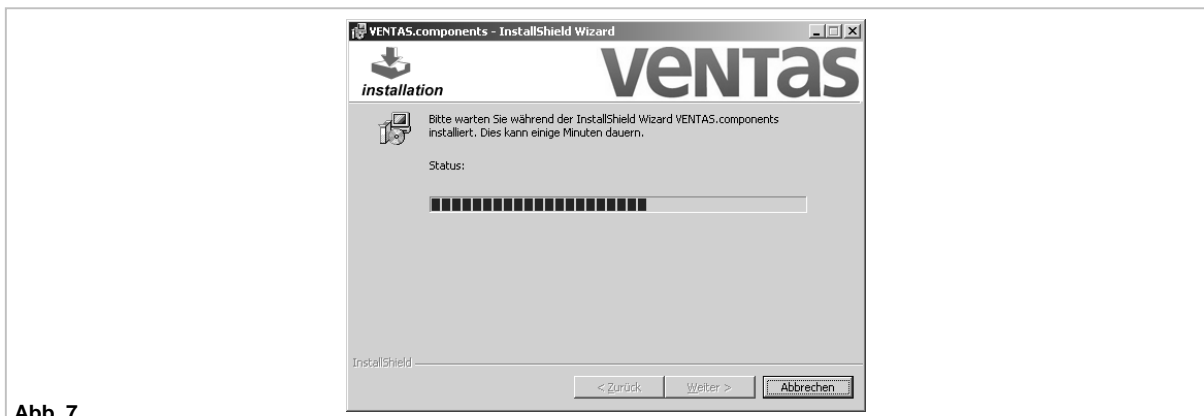 VENTAS.components - InstallShield Wizard
installation
VENTAS
Bitte warten Sie während der InstallShield Wizard VENTAS.components
installiert. Dies kann einige Minuten dauern.
Status:
InstallShield
< Zurück
Weiter >
Abbrechen
Abb. 7